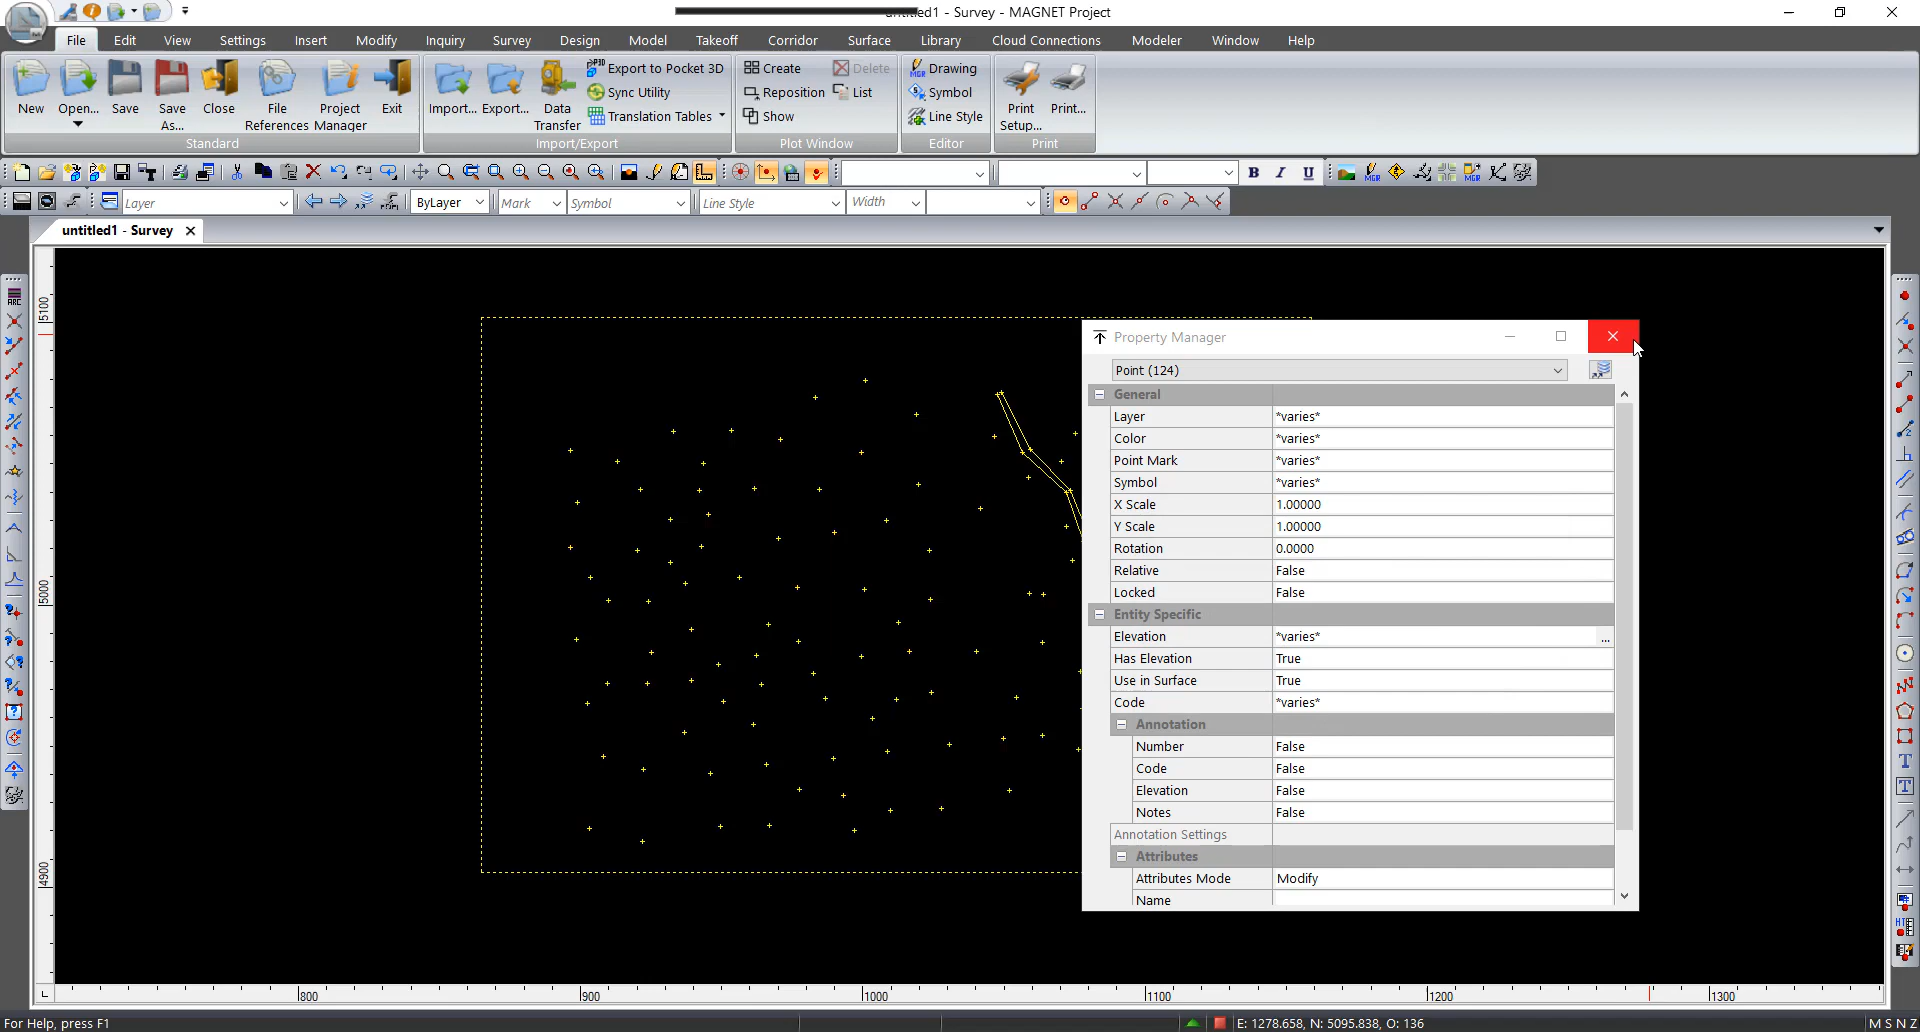 untitled1 - Survey - MAGNET Project
File Edit View Settings Insert Modify Inquiry Survey Design Model Takeoff Corridor Surface Library Cloud Connections Modeler Window Help
New Open... Save Save As... Close File References Project Manager Exit
Standard
Import... Export... Data Transfer
Export to Pocket 3D
Sync Utility
Translation Tables
Import/Export
Create Delete
Reposition List
Show
Plot Window
Drawing
Symbol
Line Style
Editor
Print Setup... Print...
Print
B I U
Layer ByLayer Mark Symbol Line Style Width
untitled1 - Survey
5100
5000
4900
Property Manager
Point (124)
General
Layer *varies*
Color *varies*
Point Mark *varies*
Symbol *varies*
X Scale 1.00000
Y Scale 1.00000
Rotation 0.0000
Relative False
Locked False
Entity Specific
Elevation *varies* ...
Has Elevation True
Use in Surface True
Code *varies*
Annotation
Number False
Code False
Elevation False
Notes False
Annotation Settings
Attributes
Attributes Mode Modify
Name
800 900 1000 1100 1200 1300
For Help, press F1
E: 1278.658, N: 5095.838, O: 136
M S N Z